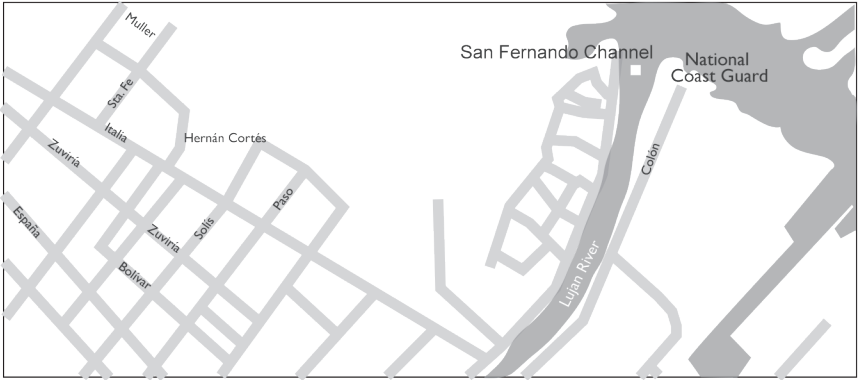 Muller
San Fernando Channel
National
Coast Guard
Sta. Fe
Italia
Hernán Cortés
Zuviría
Colón
Paso
España
Solís
Zuviría
Bolívar
Lujan River